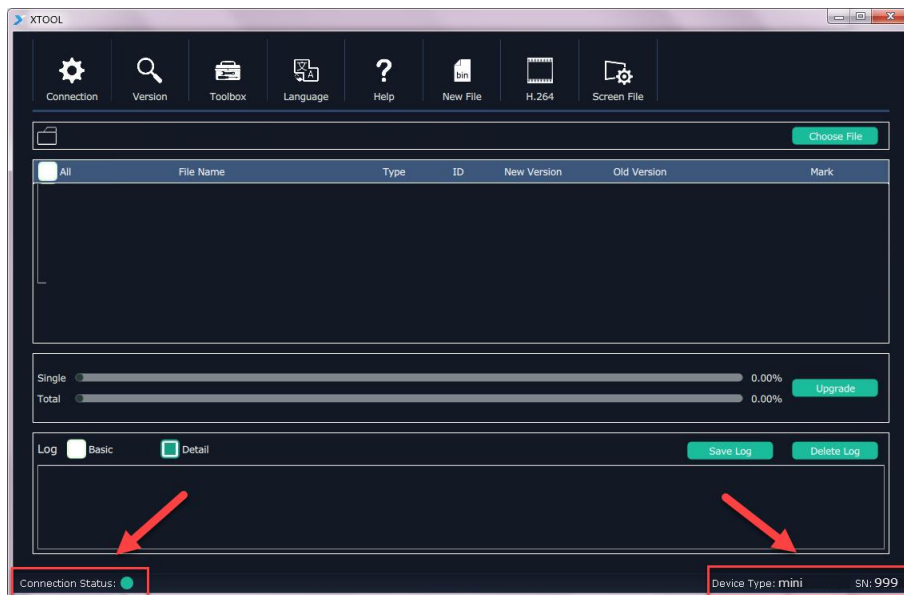 XTOOL
Connection Version Toolbox Language Help New File H.264 Screen File
文 A
bin
Choose File
All File Name Type ID New Version Old Version Mark
Single 0.00%
Upgrade
Total 0.00%
Log Basic Detail Save Log Delete Log
Connection Status: Device Type: mini SN: 999